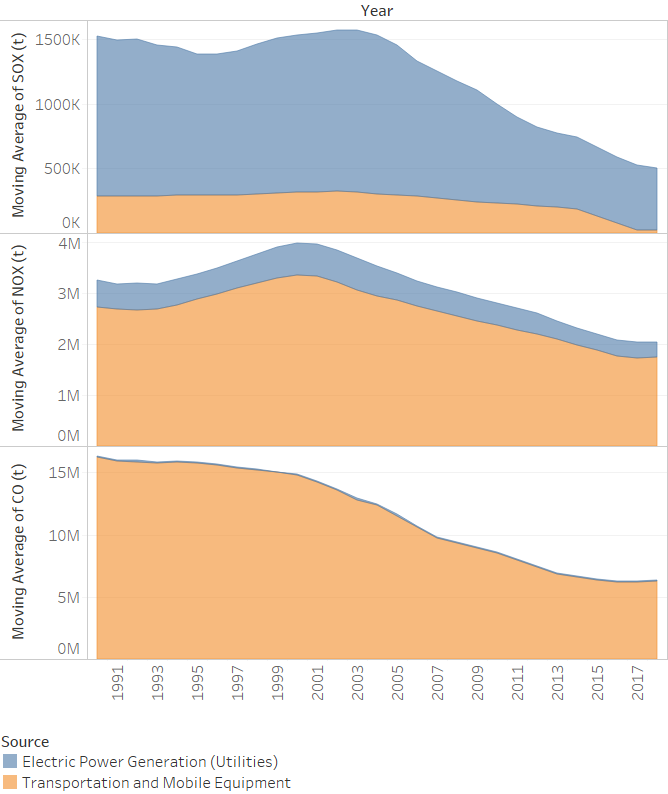 Year
Moving Average of SOX (t)
1500K
1000K
500K
0K
Moving Average of NOX (t)
4M
3M
2M
1M
0M
Moving Average of CO (t)
15M
10M
5M
0M
1991
1993
1995
1997
1999
2001
2003
2005
2007
2009
2011
2013
2015
2017
Source
Electric Power Generation (Utilities)
Transportation and Mobile Equipment